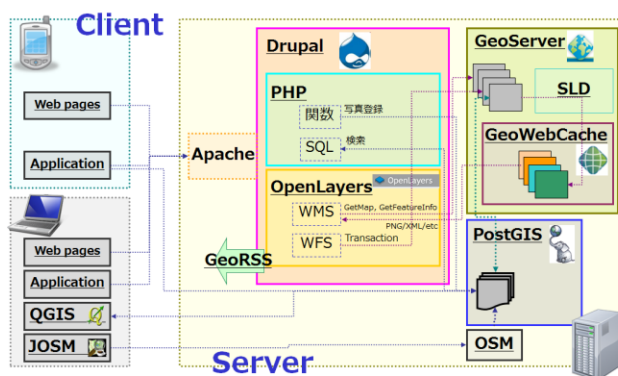 Client
Web pages
Application
Web pages
Application
QGIS
JOSM
Apache
GeoRSS
Server
Drupal
PHP
関数
写真登録
SQL
検索
OpenLayers
OpenLayers
WMS
GetMap, GetFeatureInfo
PNG/XML/etc
WFS
Transaction
GeoServer
SLD
GeoWebCache
PostGIS
OSM